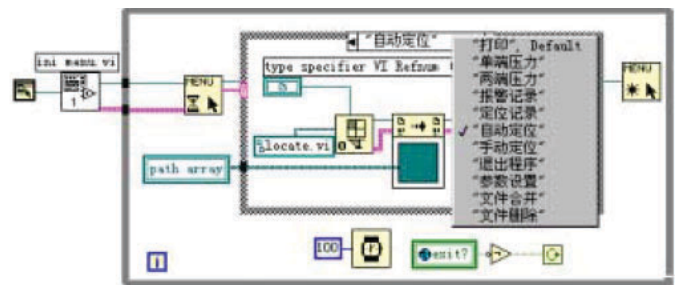 "自动定位"
ini menu.vi
type specifier VI Refnum
MENU
1
locate.vi
path array
"打印", Default
"单端压力"
"两端压力"
"报警记录"
"定位记录"
✓"自动定位"
"手动定位"
"退出程序"
"参数设置"
"文件合并"
"文件删除"
MENU
100
exit?
i